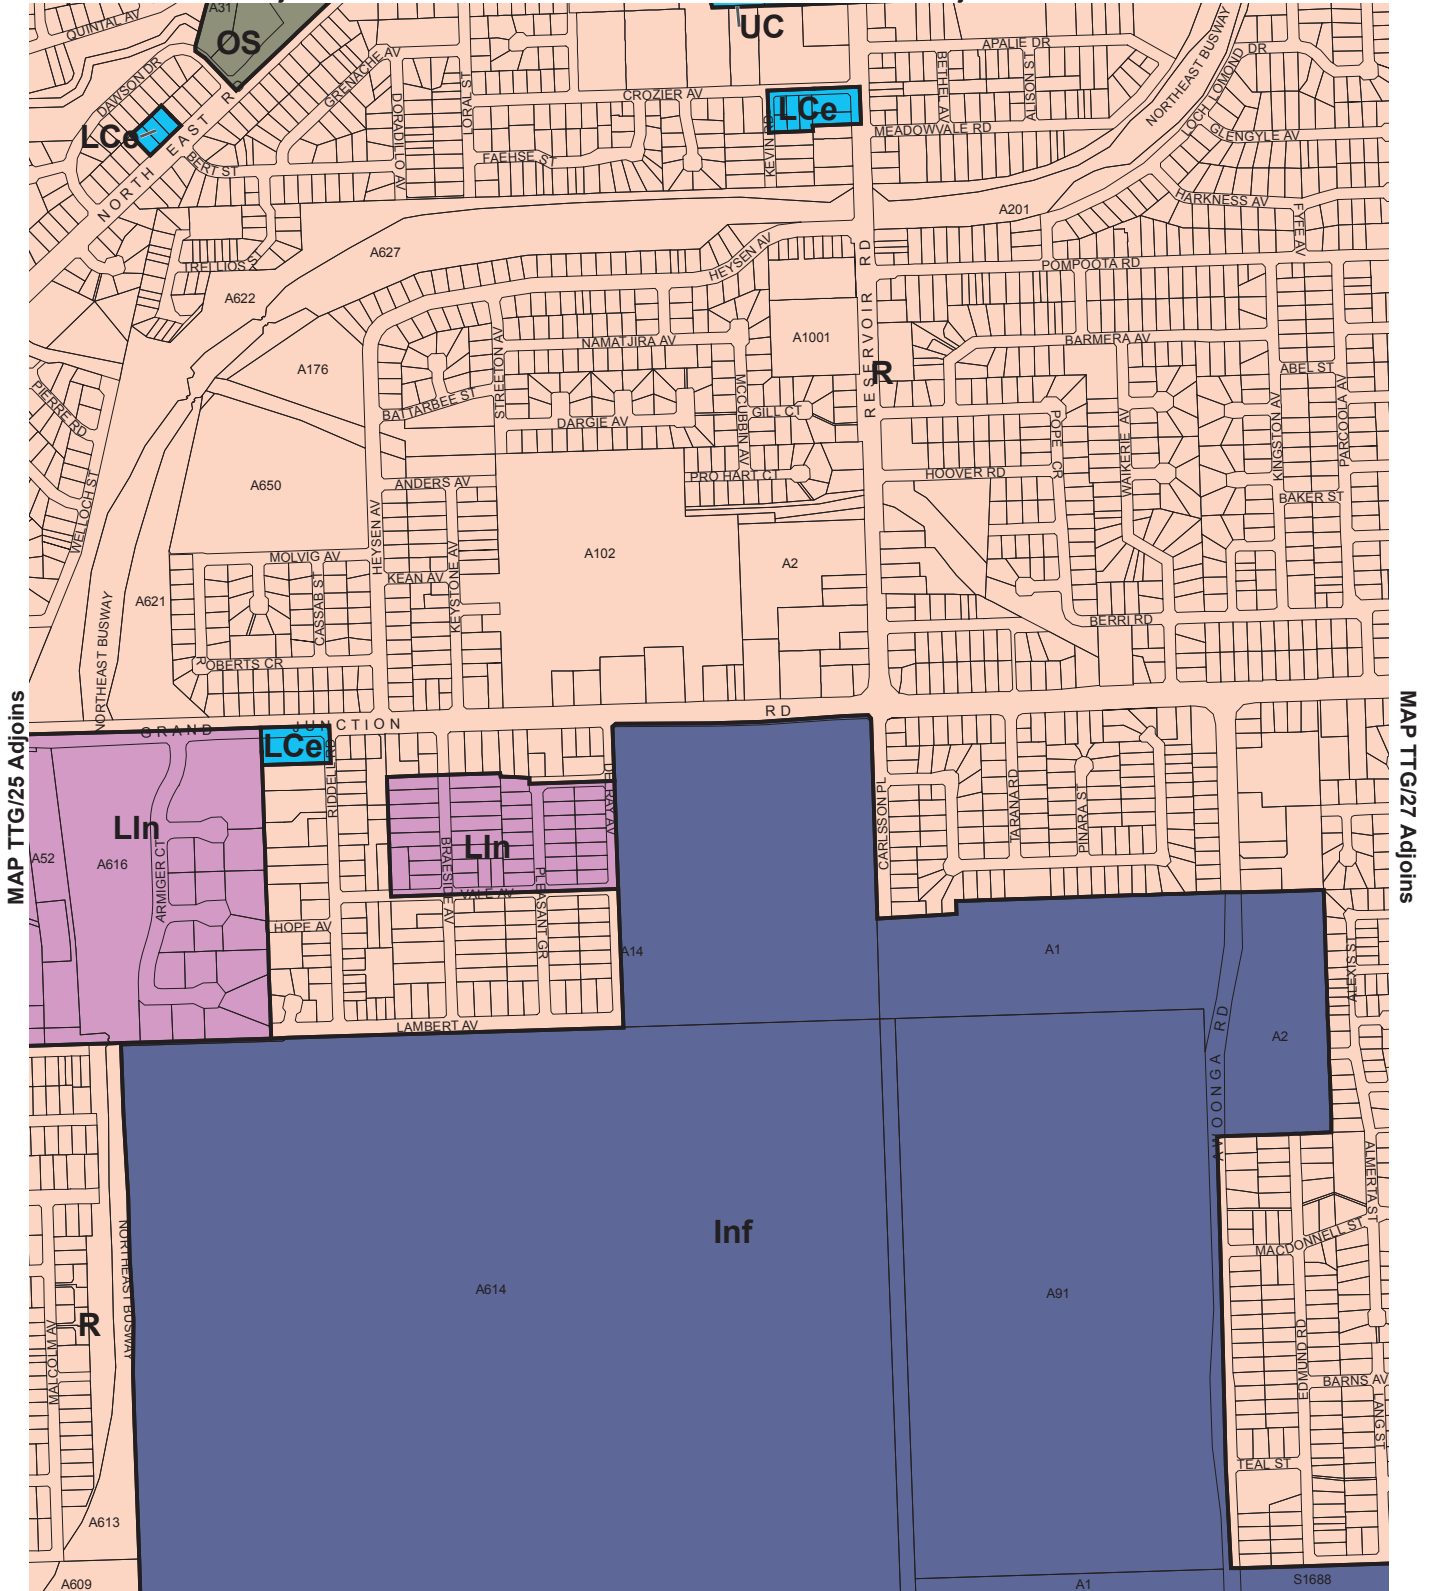 A31
QUINTAL AV
OS
UC
APALIE DR
DR
NORTHEAST BUSWAY
DAWSON DR
GRENACHE AV
LORAL ST
CROZIER AV
LCe
BETHEL AV
ALISON ST
LOCH LOMOND
LCe
DORADILLO AV
KEVIN RD
MEADOWVALE RD
GLENGYLE AV
NORTH EAST R
BERT ST
FAEHSE ST
HARKNESS AV
A201
FYFE AV
A627
HEYSEN AV
TRELLIOS ST
POMPOOTA RD
A622
RESERVOIR RD
NAMATJIRA AV
A1001
BARMERA AV
A176
STREETON AV
R
ABEL ST
PIERRE RD
BATTARBEE ST
MCCUBBIN AV
GILL CT
DARGIE AV
POPE CR
WAIKERIE AV
KINGSTON AV
PARCOOLA AV
A650
ANDERS AV
PRO HART CT
HOOVER RD
BAKER ST
WELLOCH ST
HEYSEN AV
MOLVIG AV
A102
A2
KEAN AV
KEYSTONE AV
A621
CASSAB ST
BERRI RD
NORTHEAST BUSWAY
ROBERTS CR
MAP TTG/25 Adjoins
MAP TTG/27 Adjoins
GRAND JUNCTION RD
LCe
RIDDELL RD
DELRAY AV
LIn
LIn
A52
A616
ARMIGER CT
BRAESIDE AV
PLEASANT GR
VALE AV
CARLSSON PL
TARANA RD
PINARA ST
HOPE AV
A14
A1
ALEXIS ST
LAMBERT AV
AWOONGA RD
A2
ALMERTA ST
Inf
MACDONNELL ST
NORTHEAST BUSWAY
A614
A91
R
MALCOLM AV
EDMUND RD
BARNS AV
LANG ST
TEAL ST
A613
A609
A1
S1688